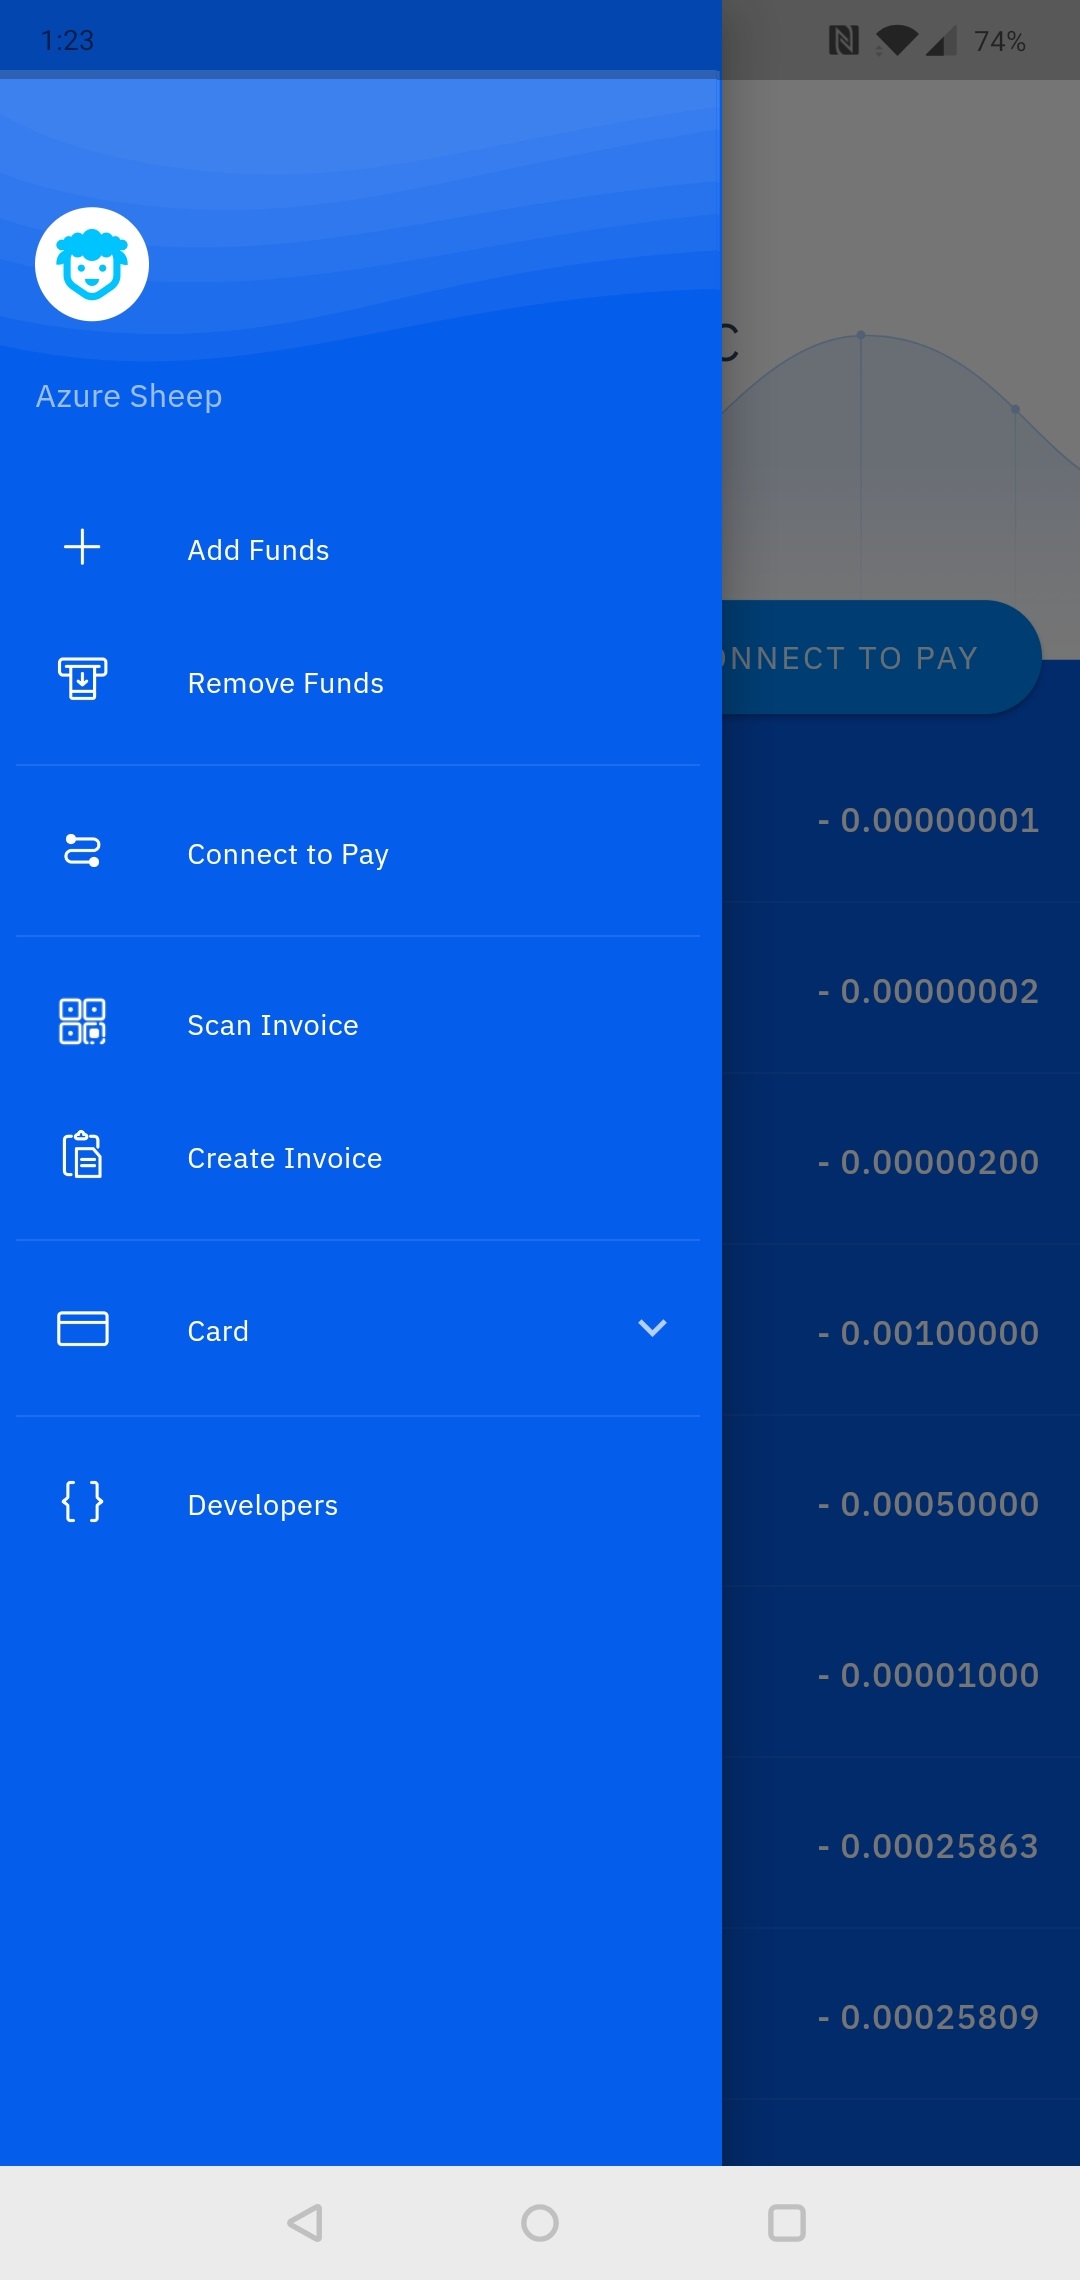 1:23
74%
C
Azure Sheep
Add Funds
ONNECT TO PAY
Remove Funds
- 0.00000001
Connect to Pay
- 0.00000002
Scan Invoice
Create Invoice
- 0.00000200
Card
- 0.00100000
Developers
- 0.00050000
- 0.00001000
- 0.00025863
- 0.00025809